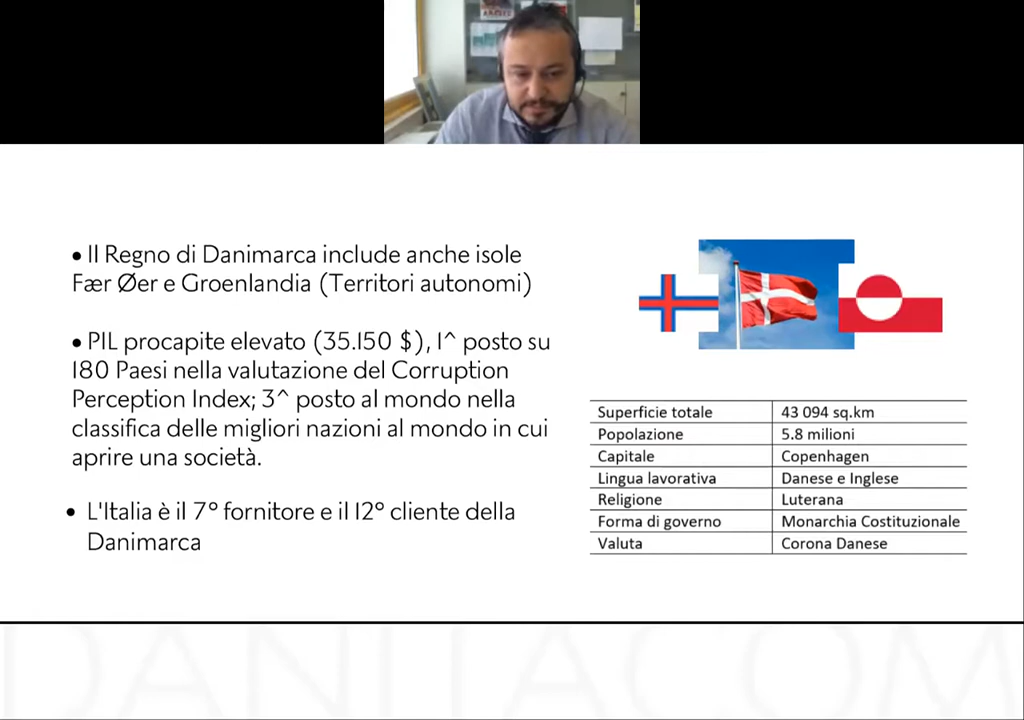 • Il Regno di Danimarca include anche isole
Fær Øer e Groenlandia (Territori autonomi)
• PIL procapite elevato (35.150 $), 1^ posto su
180 Paesi nella valutazione del Corruption
Perception Index; 3^ posto al mondo nella
classifica delle migliori nazioni al mondo in cui
aprire una società.
• L'Italia è il 7° fornitore e il 12° cliente della
Danimarca
Superficie totale 43 094 sq.km
Popolazione 5.8 milioni
Capitale Copenhagen
Lingua lavorativa Danese e Inglese
Religione Luterana
Forma di governo Monarchia Costituzionale
Valuta Corona Danese
DANITACOM